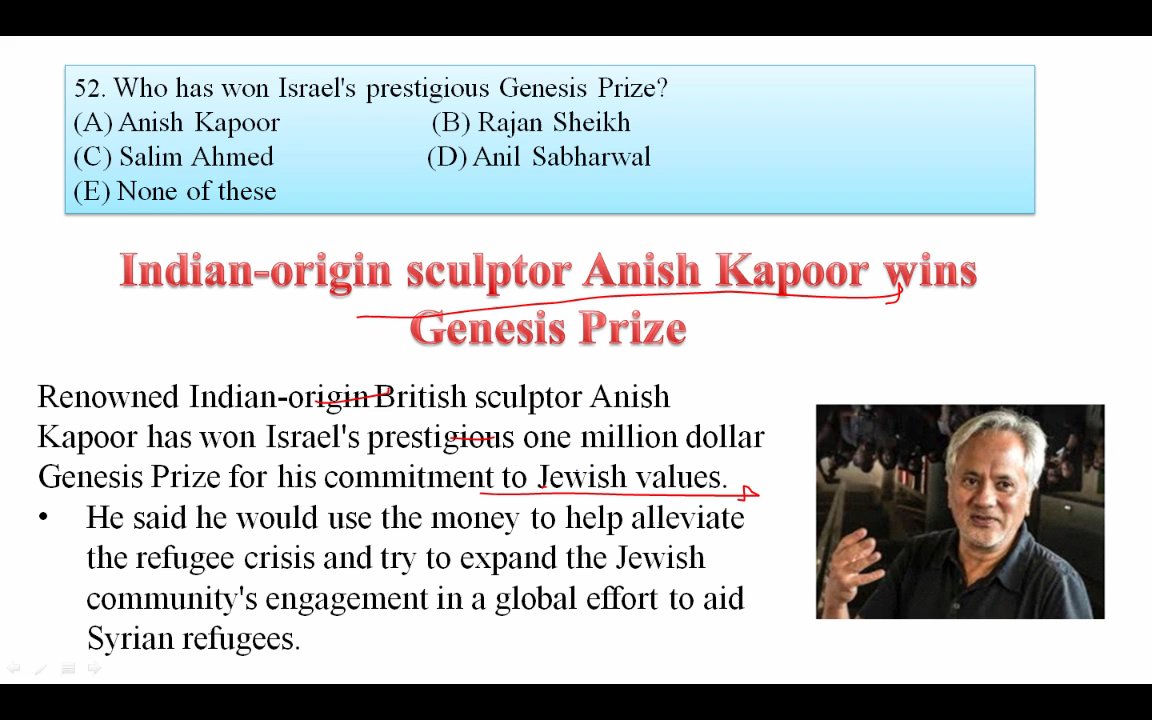 52. Who has won Israel's prestigious Genesis Prize?
(A) Anish Kapoor (B) Rajan Sheikh
(C) Salim Ahmed (D) Anil Sabharwal
(E) None of these
Indian-origin sculptor Anish Kapoor wins
Genesis Prize
Renowned Indian-origin British sculptor Anish
Kapoor has won Israel's prestigious one million dollar
Genesis Prize for his commitment to Jewish values.
• He said he would use the money to help alleviate
the refugee crisis and try to expand the Jewish
community's engagement in a global effort to aid
Syrian refugees.